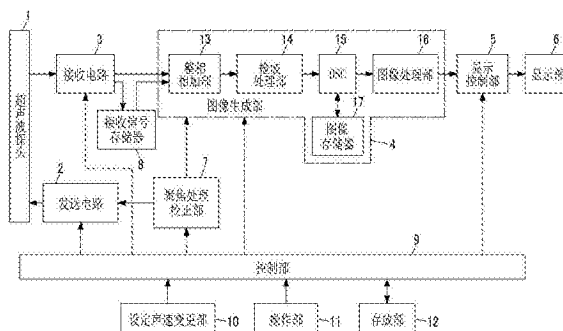 1
超声波探头
3
接收电路
接收信号
存储器
8
2
发送电路
13
整相
相加部
14
检波
处理部
15
DSC
16
图像处理部
图像生成部
17
图像
存储器
4
5
显示
控制部
6
显示部
7
聚焦处理
校正部
9
控制部
设定声速变更部
10
操作部
11
存放部
12